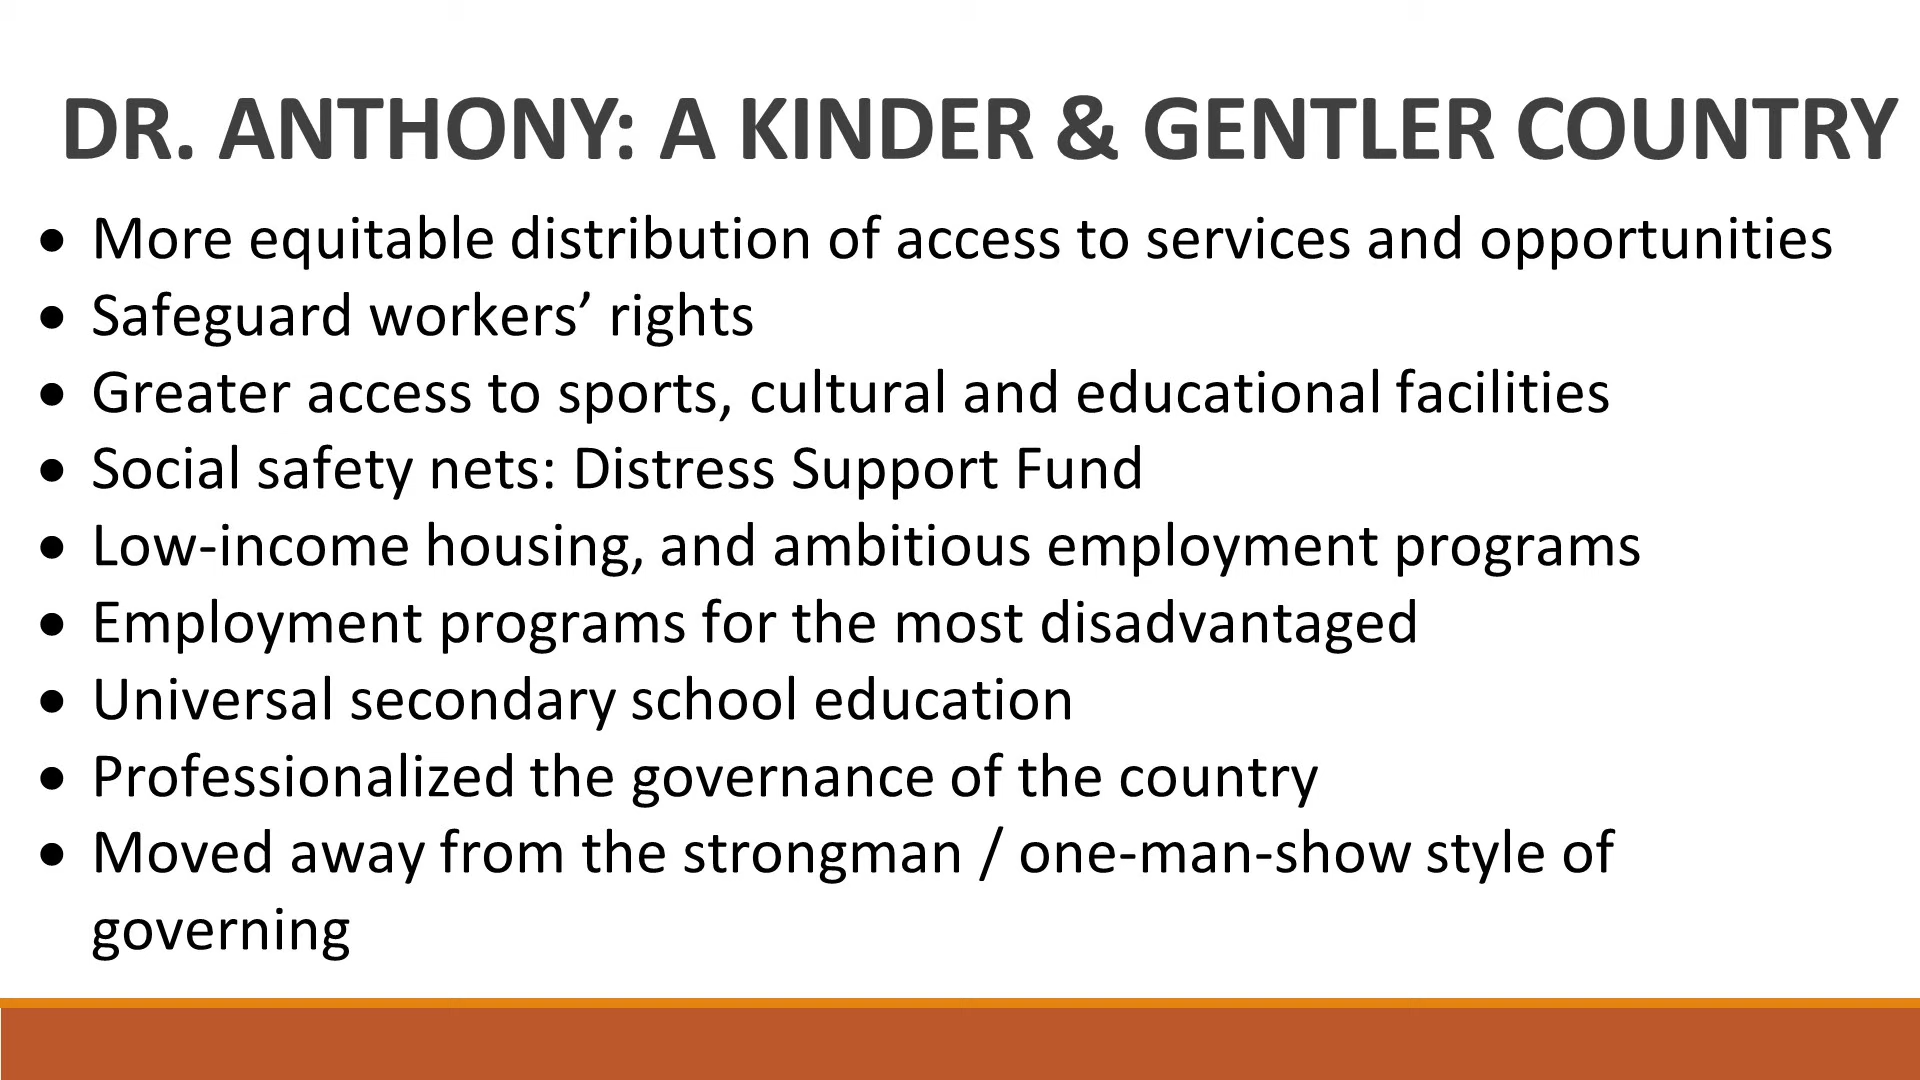 DR. ANTHONY: A KINDER & GENTLER COUNTRY
• More equitable distribution of access to services and opportunities
• Safeguard workers’ rights
• Greater access to sports, cultural and educational facilities
• Social safety nets: Distress Support Fund
• Low-income housing, and ambitious employment programs
• Employment programs for the most disadvantaged
• Universal secondary school education
• Professionalized the governance of the country
• Moved away from the strongman / one-man-show style of
governing